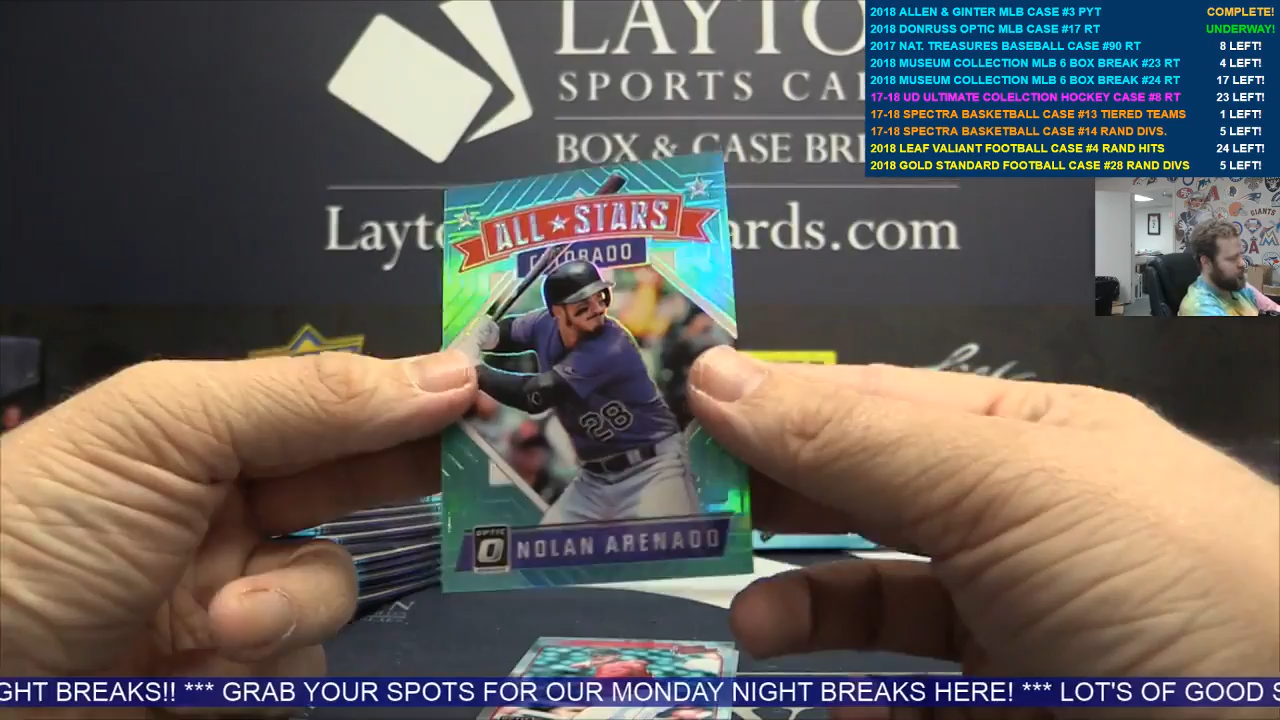 2018 ALLEN & GINTER MLB CASE #3 PYT COMPLETE!
2018 DONRUSS OPTIC MLB CASE #17 RT UNDERWAY!
2017 NAT. TREASURES BASEBALL CASE #90 RT 8 LEFT!
2018 MUSEUM COLLECTION MLB 6 BOX BREAK #23 RT 4 LEFT!
2018 MUSEUM COLLECTION MLB 6 BOX BREAK #24 RT 17 LEFT!
17-18 UD ULTIMATE COLELCTION HOCKEY CASE #8 RT 23 LEFT!
17-18 SPECTRA BASKETBALL CASE #13 TIERED TEAMS 1 LEFT!
17-18 SPECTRA BASKETBALL CASE #14 RAND DIVS. 5 LEFT!
2018 LEAF VALIANT FOOTBALL CASE #4 RAND HITS 24 LEFT!
2018 GOLD STANDARD FOOTBALL CASE #28 RAND DIVS 5 LEFT!
LAYTO
SPORTS CA
BOX & CASE BRE
Layto rds.com
ALL ★ STARS
COLORADO
28
OPTIC
NOLAN ARENADO
GIANTS
GHT BREAKS!! *** GRAB YOUR SPOTS FOR OUR MONDAY NIGHT BREAKS HERE! *** LOT'S OF GOOD S